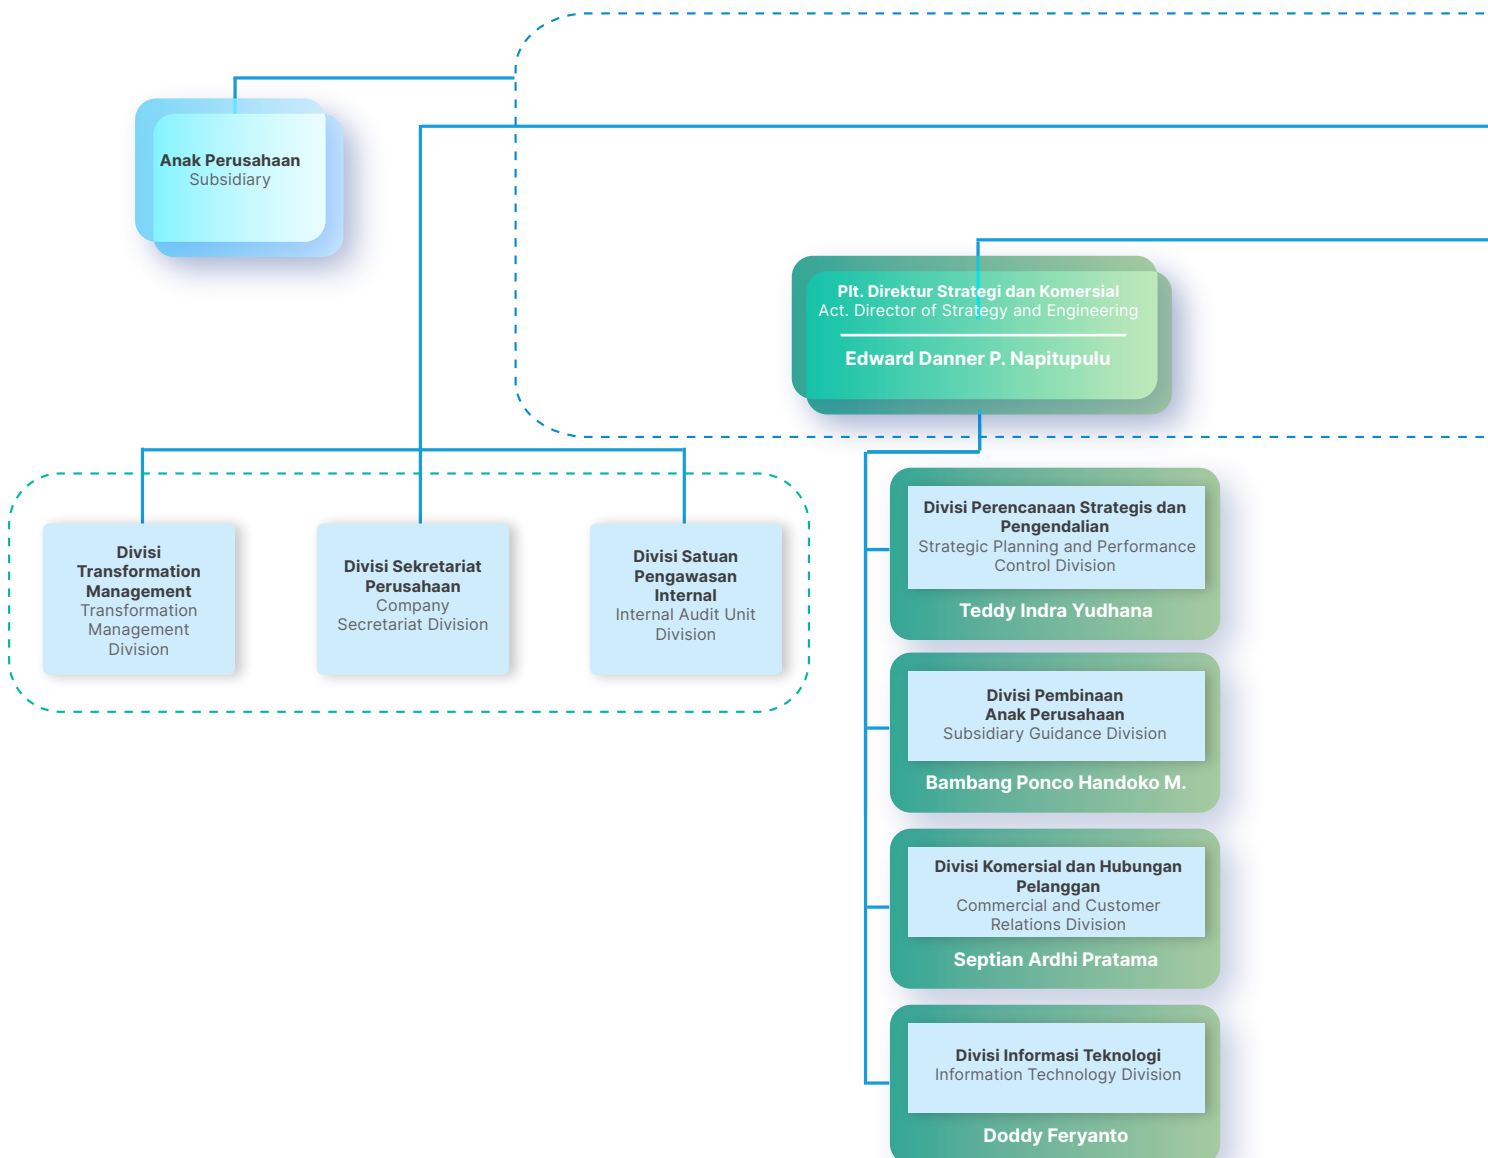 Anak Perusahaan
Subsidiary
Plt. Direktur Strategi dan Komersial
Act. Director of Strategy and Engineering
Edward Danner P. Napitupulu
Divisi
Transformation
Management
Transformation
Management
Division
Divisi Sekretariat
Perusahaan
Company
Secretariat Division
Divisi Satuan
Pengawasan
Internal
Internal Audit Unit
Division
Divisi Perencanaan Strategis dan
Pengendalian
Strategic Planning and Performance
Control Division
Teddy Indra Yudhana
Divisi Pembinaan
Anak Perusahaan
Subsidiary Guidance Division
Bambang Ponco Handoko M.
Divisi Komersial dan Hubungan
Pelanggan
Commercial and Customer
Relations Division
Septian Ardhi Pratama
Divisi Informasi Teknologi
Information Technology Division
Doddy Feryanto